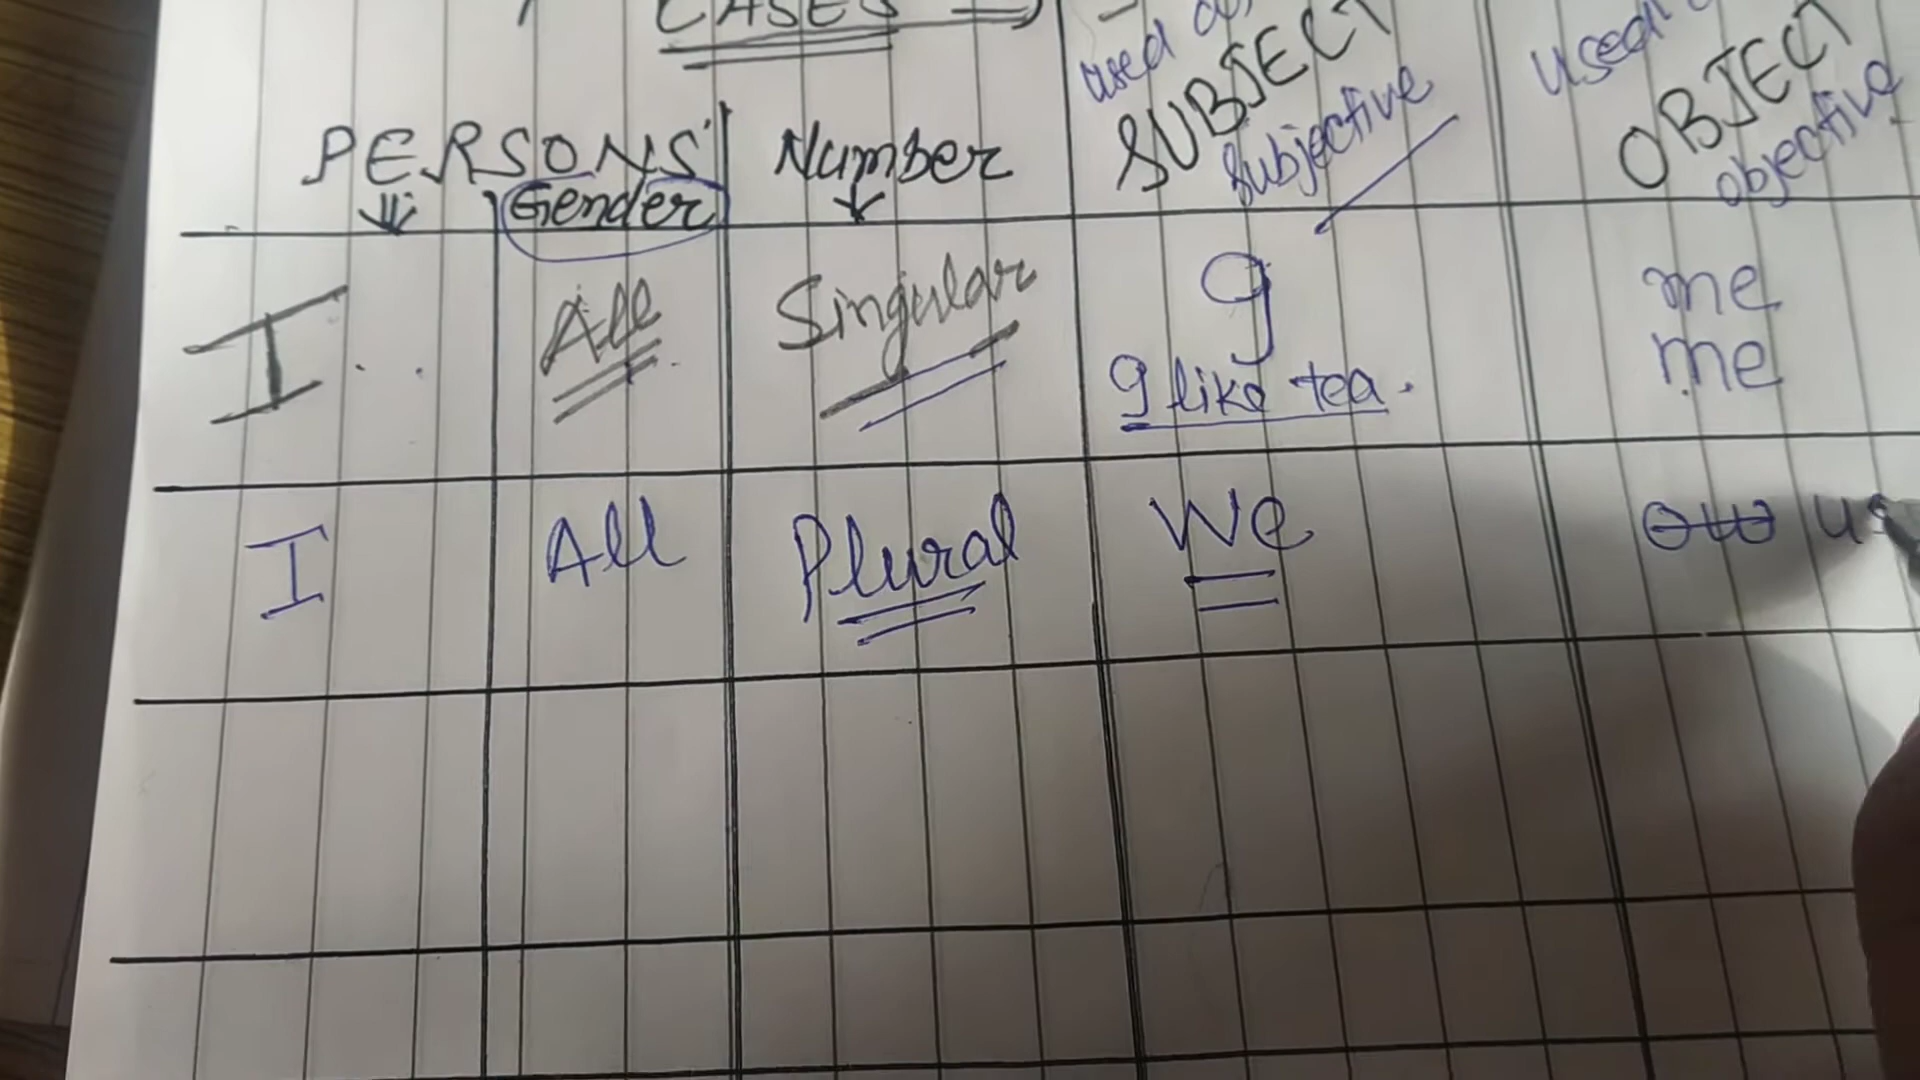 CASES →
used as
SUBJECT
Subjective
used
OBJECT
objective
PERSONS
Gender
Number
I
All
Singular
I
I like tea.
me
me
I
All
Plural
We
our us